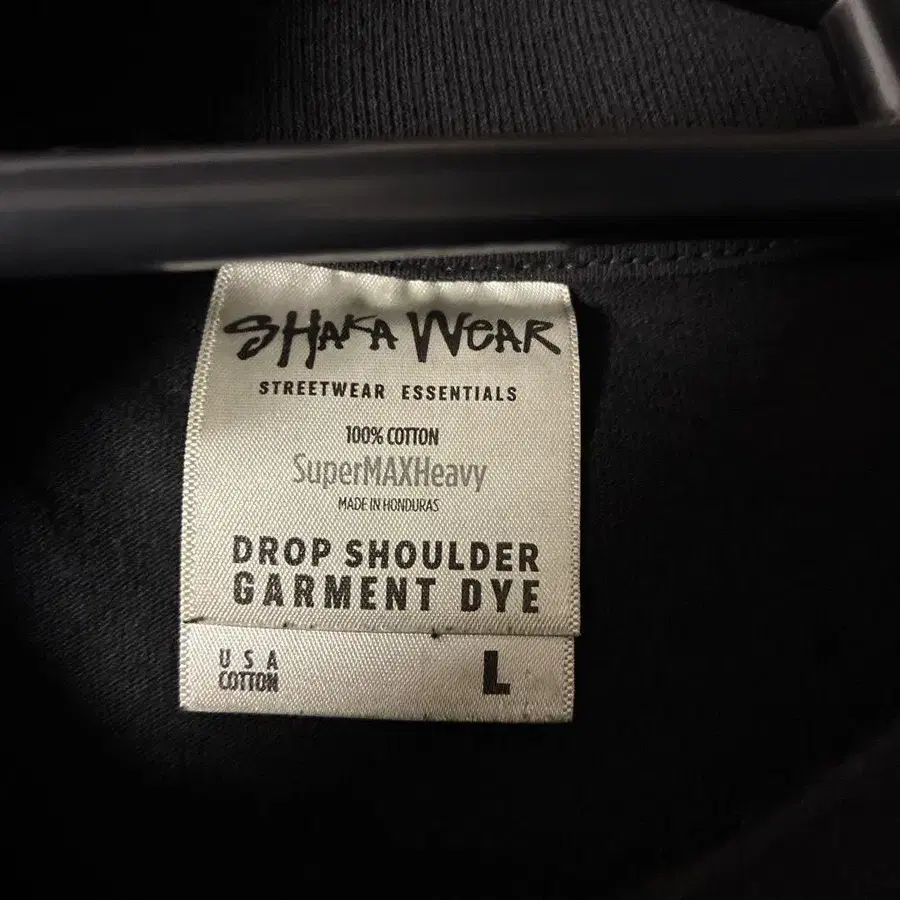 SHAKA WEAR
STREETWEAR ESSENTIALS
100% COTTON
SuperMAXHeavy
MADE IN HONDURAS
DROP SHOULDER
GARMENT DYE
USA
COTTON
L